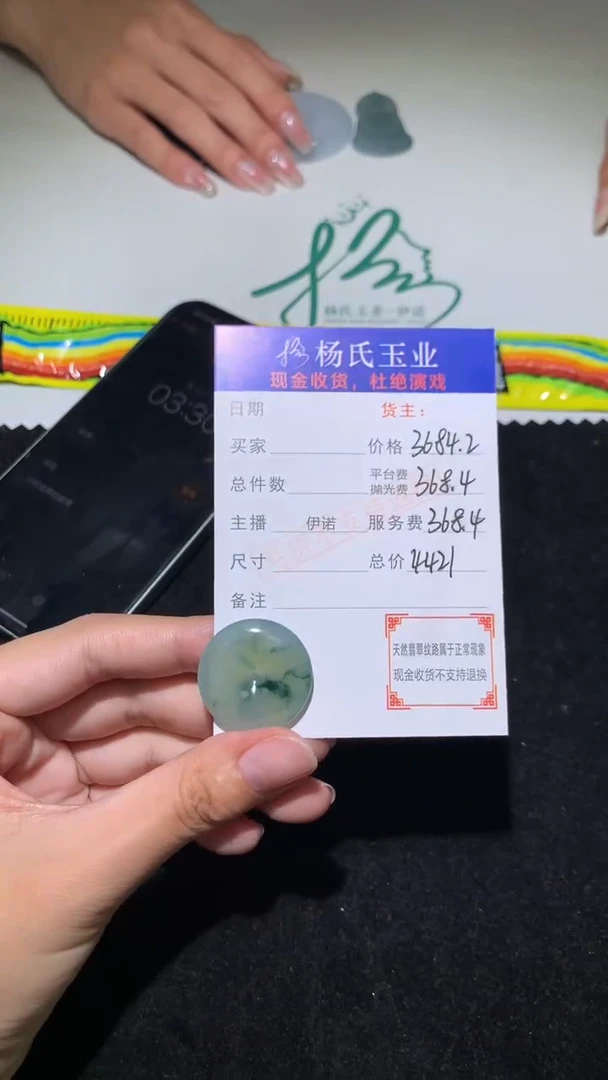 03:30
杨氏玉业
现金收货，杜绝演戏
日期 货主：
买家 价格 3684.2
总件数 平台费 抛光费 368.4
主播 伊诺 服务费 368.4
尺寸 总价 4421
备注
天然翡翠纹路属于正常现象
现金收货不支持退换